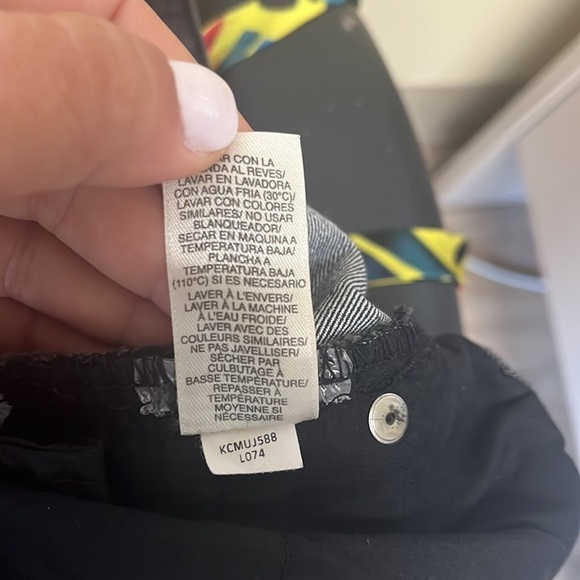 CON LA
AL REVES/
LAVAR EN LAVADORA
CON AGUA FRIA (30°C)/
LAVAR CON COLORES
SIMILARES/ NO USAR
BLANQUEADOR/
SECAR EN MAQUINA A
TEMPERATURA BAJA/
PLANCHA A
TEMPERATURA BAJA
(110°C) SI ES NECESARIO
LAVER À L'ENVERS/
LAVER À LA MACHINE
À L'EAU FROIDE/
LAVER AVEC DES
COULEURS SIMILAIRES/
NE PAS JAVELLISER/
SÉCHER PAR
CULBUTAGE À
BASSE TEMPÉRATURE/
REPASSER À
TEMPÉRATURE
MOYENNE SI
NÉCESSAIRE
KCMUJ588
L074